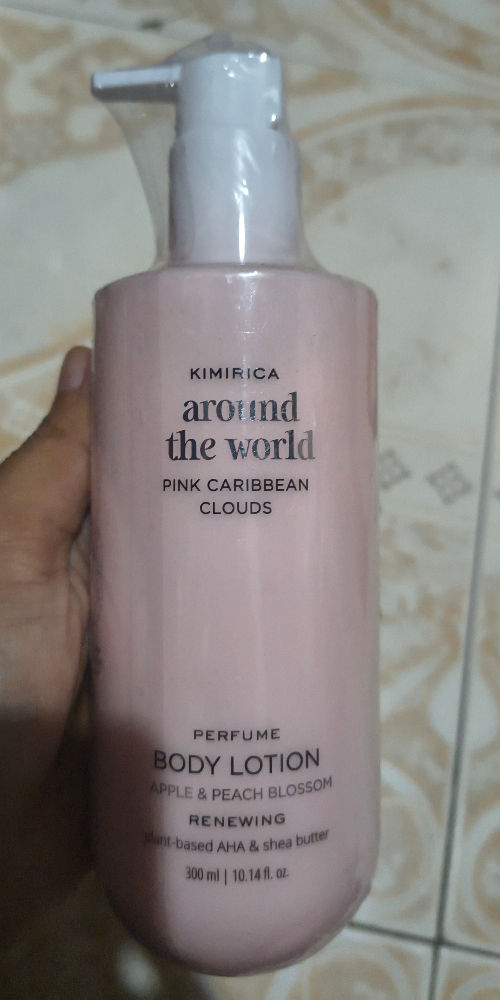 KIMIRICA
around
the world
PINK CARIBBEAN
CLOUDS
PERFUME
BODY LOTION
APPLE & PEACH BLOSSOM
RENEWING
plant-based AHA & shea butter
300 ml | 10.14 fl. oz.